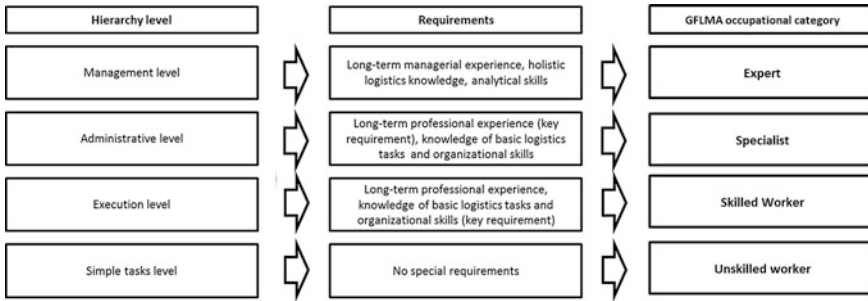 Hierarchy level
Requirements
GFLMA occupational category
Management level
Long-term managerial experience, holistic
logistics knowledge, analytical skills
Expert
Administrative level
Long-term professional experience (key
requirement), knowledge of basic logistics
tasks and organizational skills
Specialist
Execution level
Long-term professional experience,
knowledge of basic logistics tasks and
organizational skills (key requirement)
Skilled Worker
Simple tasks level
No special requirements
Unskilled worker